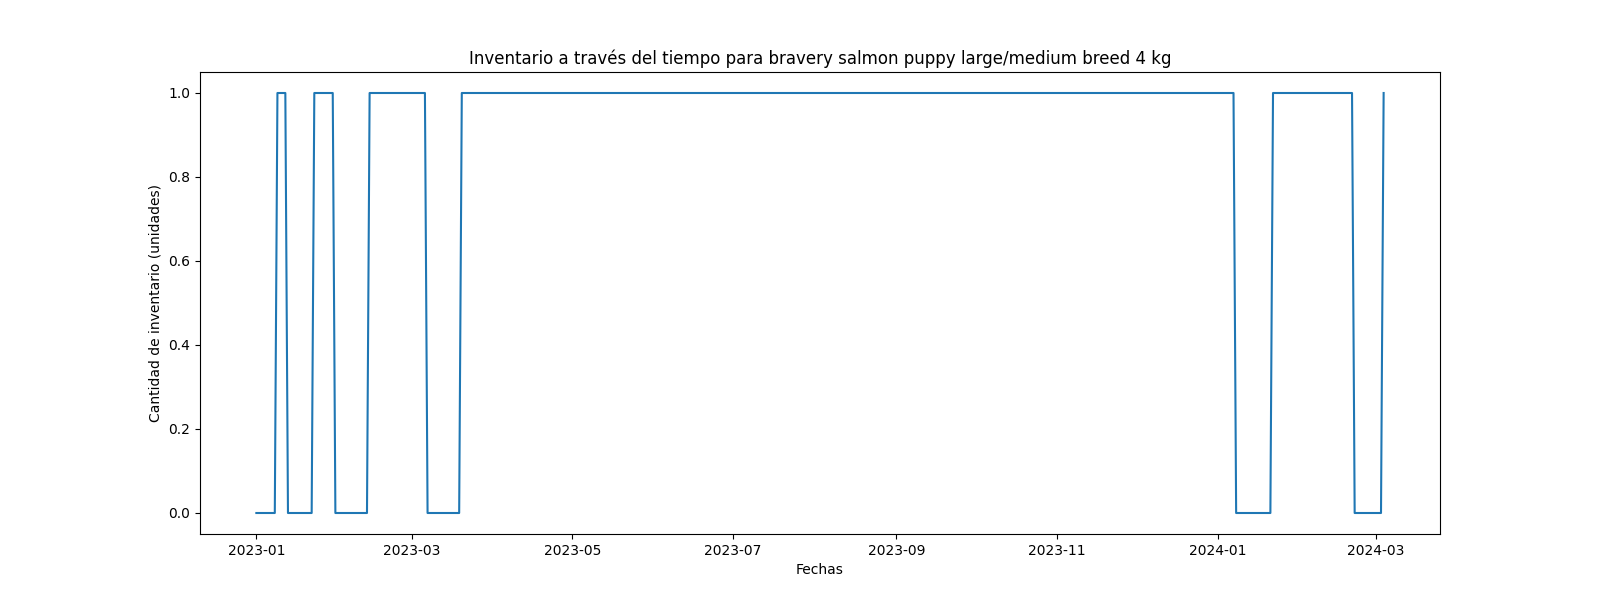 Inventario a través del tiempo para bravery salmon puppy large/medium breed 4 kg
Cantidad de inventario (unidades)
1.0
0.8
0.6
0.4
0.2
0.0
2023-01 2023-03 2023-05 2023-07 2023-09 2023-11 2024-01 2024-03
Fechas